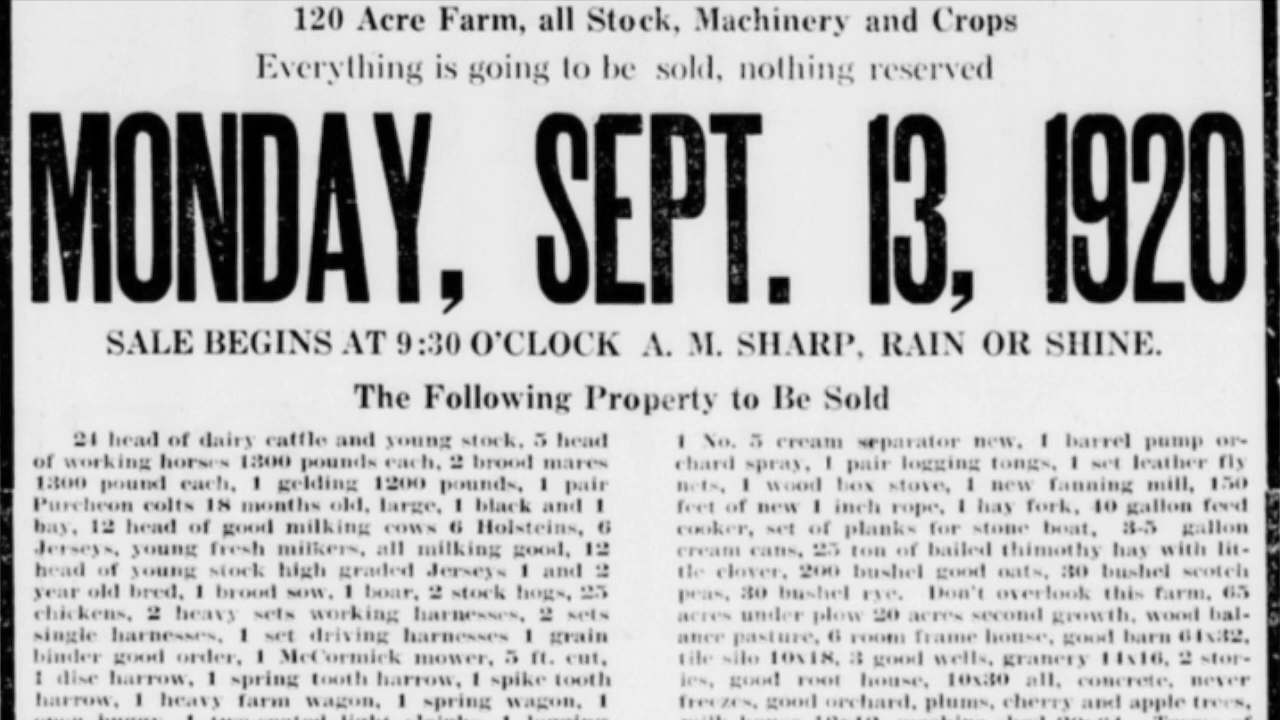 120 Acre Farm, all Stock, Machinery and Crops
Everything is going to be sold, nothing reserved
MONDAY, SEPT. 13, 1920
SALE BEGINS AT 9:30 O'CLOCK A. M. SHARP, RAIN OR SHINE.
The Following Property to Be Sold
24 head of dairy cattle and young stock, 5 head
of working horses 1300 pounds each, 2 brood mares
1300 pound each, 1 gelding 1200 pounds, 1 pair
Purcheon colts 18 months old, large, 1 black and 1
bay, 12 head of good milking cows 6 Holsteins, 6
Jerseys, young fresh milkers, all milking good, 12
head of young stock high graded Jerseys 1 and 2
year old bred, 1 brood sow, 1 boar, 2 stock hogs, 25
chickens, 2 heavy sets working harnesses, 2 sets
single harnesses, 1 set driving harnesses 1 grain
binder good order, 1 McCormick mower, 5 ft. cut,
1 disc harrow, 1 spring tooth harrow, 1 spike tooth
harrow, 1 heavy farm wagon, 1 spring wagon, 1
1 No. 5 cream separator new, 1 barrel pump or-
chard spray, 1 pair logging tongs, 1 set leather fly
nets, 1 wood box stove, 1 new fanning mill, 150
feet of new 1 inch rope, 1 hay fork, 40 gallon feed
cooker, set of planks for stone boat, 3-5 gallon
cream cans, 25 ton of bailed thimothy hay with lit-
tle clover, 200 bushel good oats, 30 bushel scotch
peas, 30 bushel rye. Don't overlook this farm, 65
acres under plow 20 acres second growth, wood bal-
ance pasture, 6 room frame house, good barn 64x32,
tile silo 10x18, 3 good wells, granery 14x16, 2 stor-
ies, good root house, 10x30 all, concrete, never
freezes, good orchard, plums, cherry and apple trees,